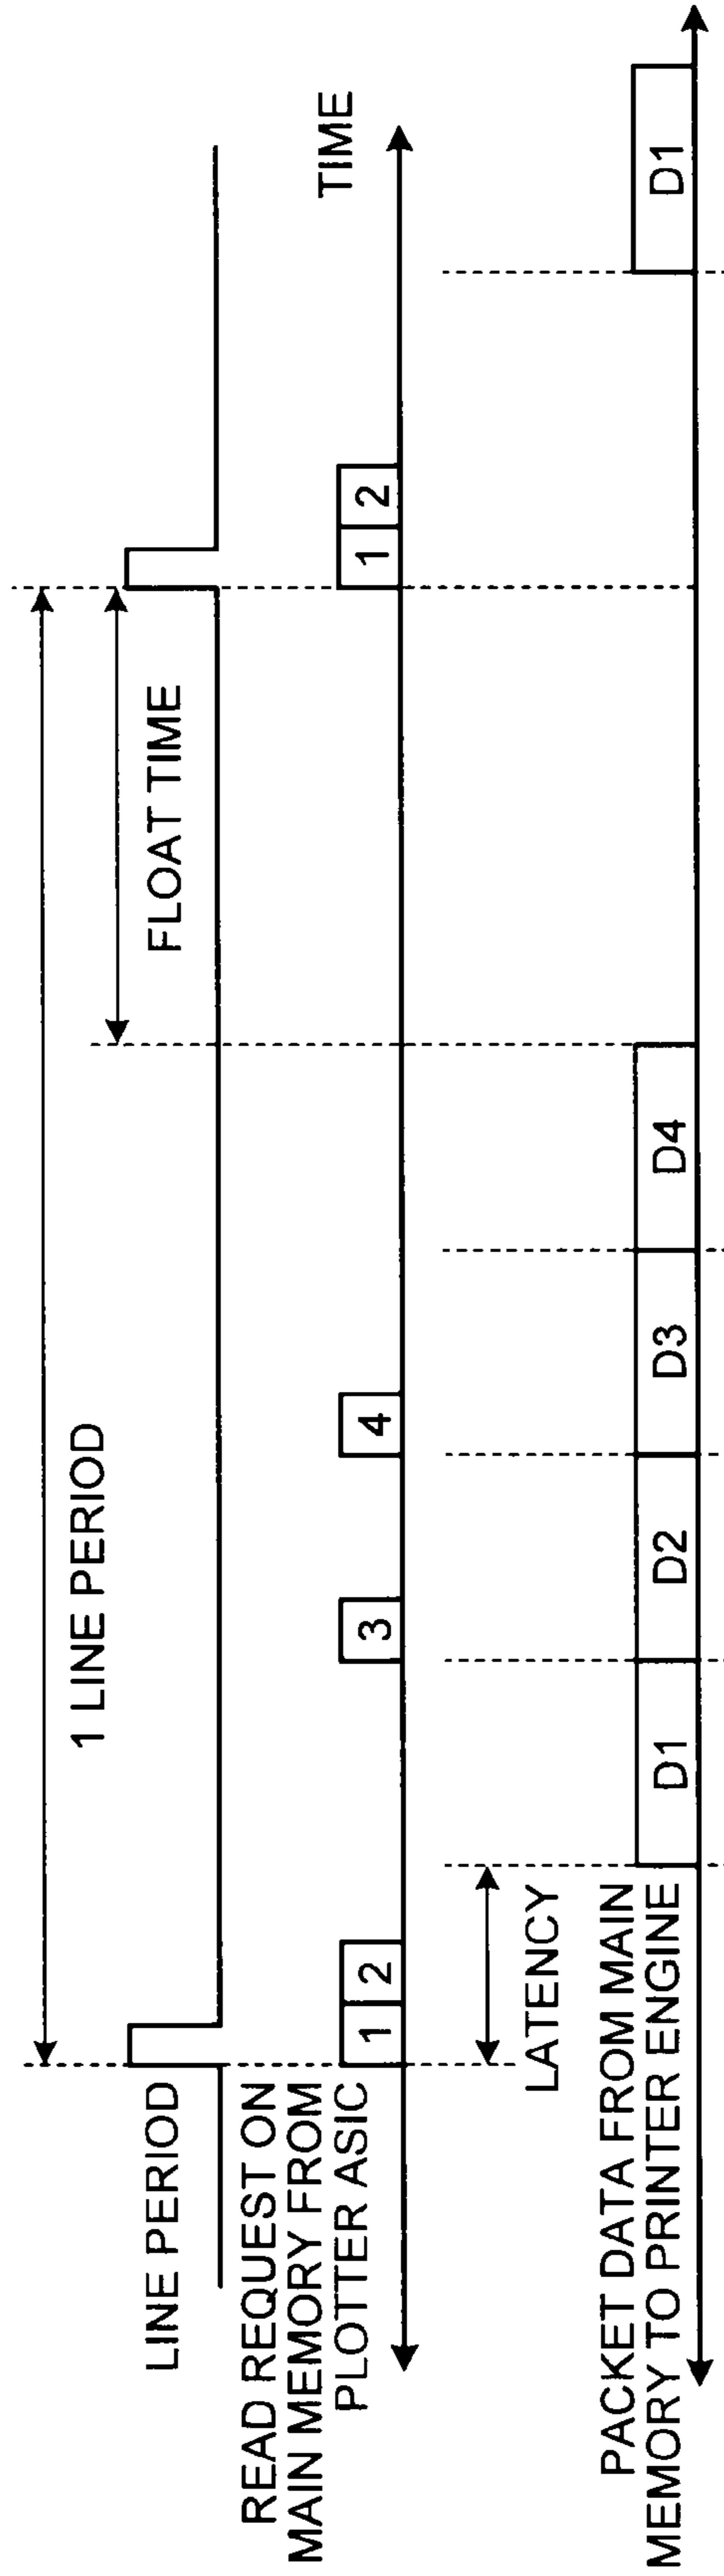 1 LINE PERIOD
FLOAT TIME
LINE PERIOD
READ REQUEST ON
MAIN MEMORY FROM
PLOTTER ASIC
1 2
3
4
1 2
TIME
LATENCY
PACKET DATA FROM MAIN
MEMORY TO PRINTER ENGINE
D1
D2
D3
D4
D1